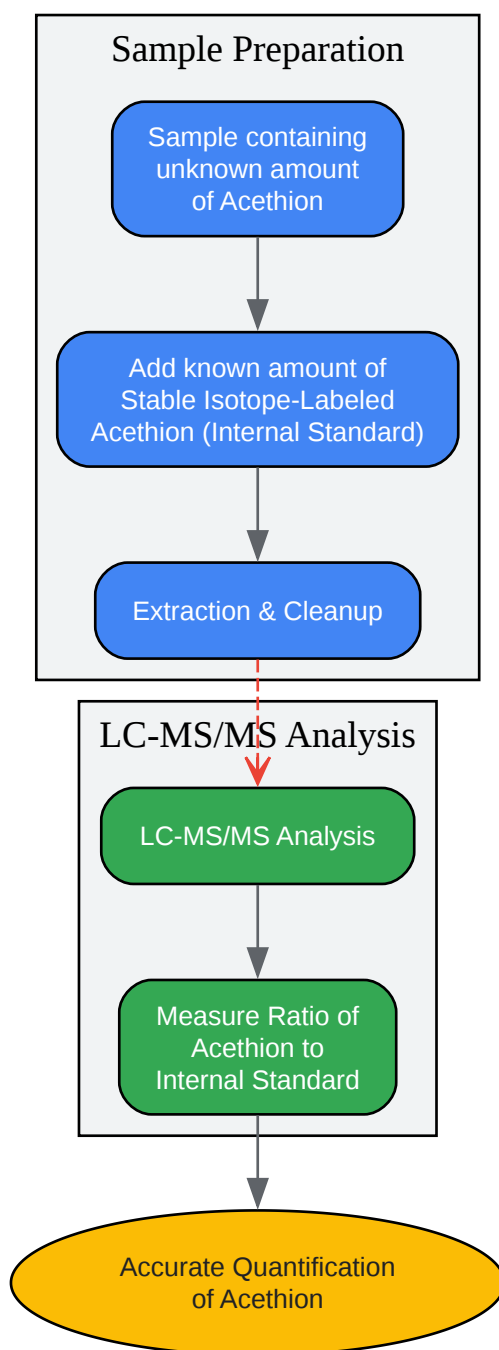 Sample Preparation
Sample containing
unknown amount
of Acethion
Add known amount of
Stable Isotope-Labeled
Acethion (Internal Standard)
Extraction & Cleanup
LC-MS/MS Analysis
LC-MS/MS Analysis
Measure Ratio of
Acethion to
Internal Standard
Accurate Quantification
of Acethion